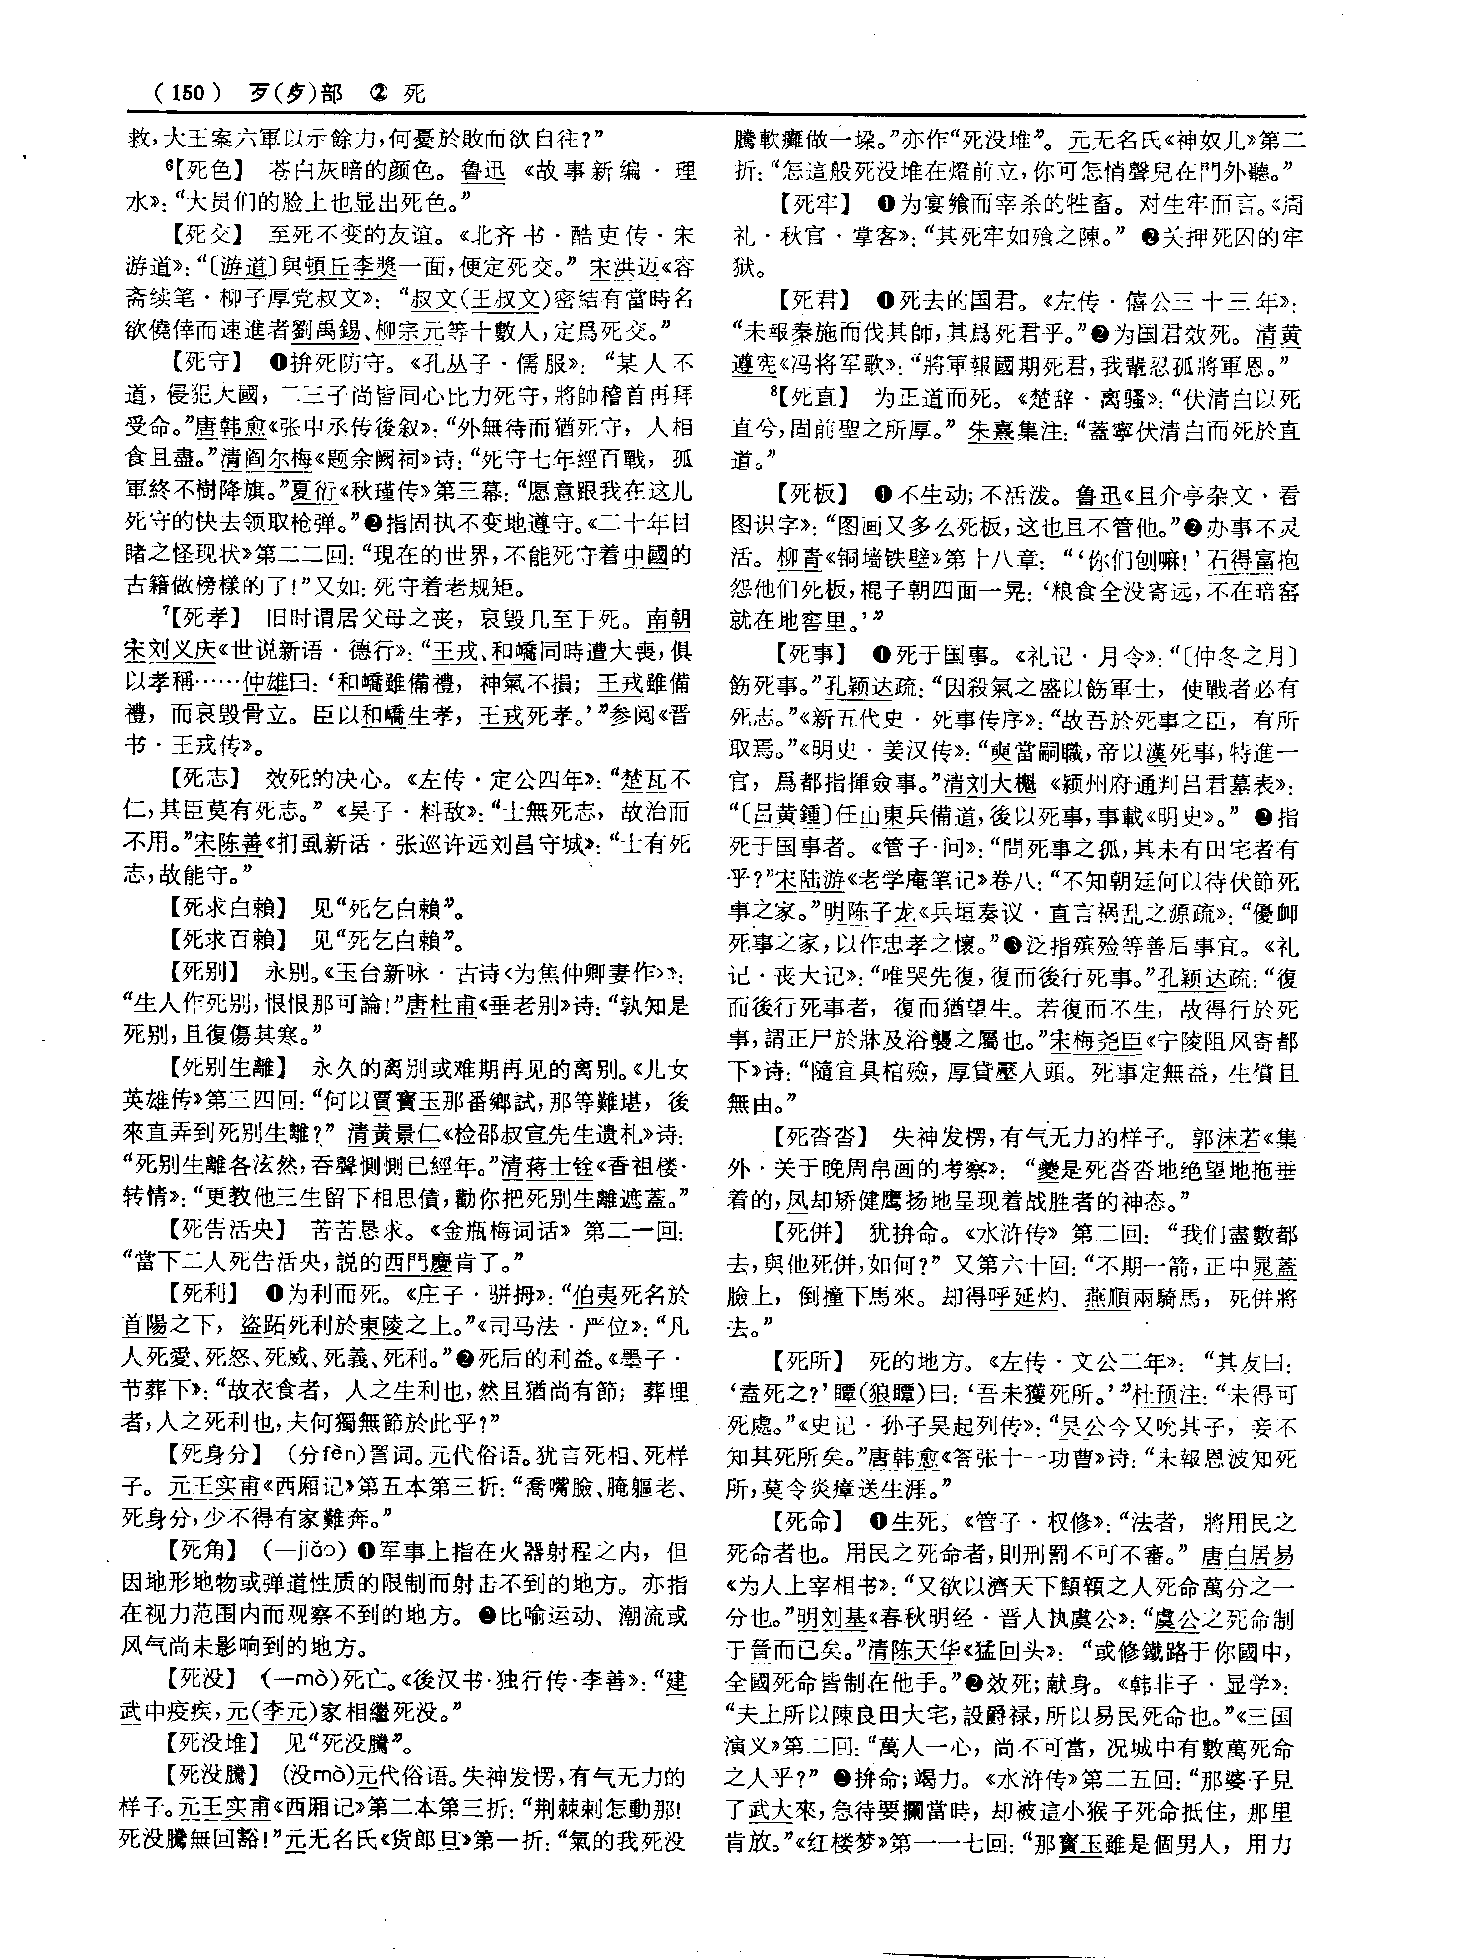 （150） 歹(歺)部 ② 死
救，大王案六軍以示餘力，何憂於敗而欲自往？”
⁶【死色】 苍白灰暗的颜色。鲁迅《故事新编·理
水》：“大员们的脸上也显出死色。”
【死交】 至死不变的友谊。《北齐书·酷吏传·宋
游道》：“〔游道〕與頓丘李獎一面，便定死交。”宋洪迈《容
斋续笔·柳子厚党叔文》：“叔文(王叔文)密结有當時名
欲僥倖而速進者劉禹錫、柳宗元等十數人，定爲死交。”
【死守】 ❶拚死防守。《孔丛子·儒服》：“某人不
道，侵犯大國，二三子尚皆同心比力死守，將帥稽首再拜
受命。”唐韩愈《张中丞传後叙》：“外無待而猶死守，人相
食且盡。”清阎尔梅《题余阙祠》诗：“死守七年經百戰，孤
軍終不樹降旗。”夏衍《秋瑾传》第三幕：“愿意跟我在这儿
死守的快去领取枪弹。”❷指固执不变地遵守。《二十年目
睹之怪现状》第二二回：“現在的世界，不能死守着中國的
古籍做榜樣的了！”又如：死守着老规矩。
⁷【死孝】 旧时谓居父母之丧，哀毁几至于死。南朝
宋刘义庆《世说新语·德行》：“王戎、和嶠同時遭大喪，俱
以孝稱……仲雄曰：‘和嶠雖備禮，神氣不損；王戎雖備
禮，而哀毁骨立。臣以和嶠生孝，王戎死孝。’”参阅《晋
书·王戎传》。
【死志】 效死的决心。《左传·定公四年》：“楚瓦不
仁，其臣莫有死志。”《吴子·料敌》：“士無死志，故治而
不用。”宋陈善《扪虱新话·张巡许远刘昌守城》：“士有死
志，故能守。”
【死求白賴】 见“死乞白賴”。
【死求百賴】 见“死乞白賴”。
【死别】 永别。《玉台新咏·古诗〈为焦仲卿妻作〉》：
“生人作死别，恨恨那可論！”唐杜甫《垂老别》诗：“孰知是
死别，且復傷其寒。”
【死别生離】 永久的离别或难期再见的离别。《儿女
英雄传》第三四回：“何以賈寳玉那番鄉試，那等難堪，後
來直弄到死别生離？”清黄景仁《检邵叔宣先生遗札》诗：
“死别生離各泫然，吞聲惻惻已經年。”清蒋士铨《香祖楼·
转情》：“更教他三生留下相思債，勸你把死别生離遮蓋。”
【死告活央】 苦苦恳求。《金瓶梅词话》第二一回：
“當下二人死告活央，説的西門慶肯了。”
【死利】 ❶为利而死。《庄子·骈拇》：“伯夷死名於
首陽之下，盗跖死利於東陵之上。”《司马法·严位》：“凡
人死愛、死怒、死威、死義、死利。”❷死后的利益。《墨子·
节葬下》：“故衣食者，人之生利也，然且猶尚有節；葬埋
者，人之死利也，夫何獨無節於此乎？”
【死身分】 (分fèn)詈词。元代俗语。犹言死相、死样
子。元王实甫《西厢记》第五本第三折：“喬嘴臉、腌軀老、
死身分，少不得有家難奔。”
【死角】 (—jiǎo) ❶军事上指在火器射程之内，但
因地形地物或弹道性质的限制而射击不到的地方。亦指
在视力范围内而观察不到的地方。❷比喻运动、潮流或
风气尚未影响到的地方。
【死没】 (—mò)死亡。《後汉书·独行传·李善》：“建
武中疫疾，元(李元)家相繼死没。”
【死没堆】 见“死没騰”。
【死没騰】 (没mò)元代俗语。失神发愣，有气无力的
样子。元王实甫《西厢记》第二本第三折：“荆棘刺怎動那！
死没騰無回豁！”元无名氏《货郎旦》第一折：“氣的我死没
騰軟癱做一垜。”亦作“死没堆”。元无名氏《神奴儿》第二
折：“怎這般死没堆在燈前立，你可怎悄聲兒在門外聽。”
【死牢】 ❶为宴飨而宰杀的牲畜。对生牢而言。《周
礼·秋官·掌客》：“其死牢如飧之陳。”❷关押死囚的牢
狱。
【死君】 ❶死去的国君。《左传·僖公三十三年》：
“未報秦施而伐其師，其爲死君乎。”❷为国君效死。清黄
遵宪《冯将军歌》：“將軍報國期死君，我輩忍孤將軍恩。”
⁸【死直】 为正道而死。《楚辞·离骚》：“伏清白以死
直兮，固前聖之所厚。”朱熹集注：“蓋寧伏清白而死於直
道。”
【死板】 ❶不生动；不活泼。鲁迅《且介亭杂文·看
图识字》：“图画又多么死板，这也且不管他。”❷办事不灵
活。柳青《铜墙铁壁》第十八章：“‘你们刨嘛！’石得富抱
怨他们死板，棍子朝四面一晃：‘粮食全没寄远，不在暗窑
就在地窖里。’”
【死事】 ❶死于国事。《礼记·月令》：“〔仲冬之月〕
飭死事。”孔颖达疏：“因殺氣之盛以飭軍士，使戰者必有
死志。”《新五代史·死事传序》：“故吾於死事之臣，有所
取焉。”《明史·姜汉传》：“奭當嗣職，帝以漢死事，特進一
官，爲都指揮僉事。”清刘大櫆《颍州府通判吕君墓表》：
“〔吕黄鍾〕任山東兵備道，後以死事，事載《明史》。”❷指
死于国事者。《管子·问》：“問死事之孤，其未有田宅者有
乎？”宋陆游《老学庵笔记》卷八：“不知朝廷何以待伏節死
事之家。”明陈子龙《兵垣奏议·直言祸乱之源疏》：“優卹
死事之家，以作忠孝之懷。”❸泛指殡殓等善后事宜。《礼
记·丧大记》：“唯哭先復，復而後行死事。”孔颖达疏：“復
而後行死事者，復而猶望生。若復而不生，故得行於死
事，謂正尸於牀及浴襲之屬也。”宋梅尧臣《宁陵阻风寄都
下》诗：“隨宜具棺殮，厚貸壓人頭。死事定無益，生償且
無由。”
【死沓沓】 失神发愣，有气无力的样子。郭沫若《集
外·关于晚周帛画的考察》：“夔是死沓沓地绝望地拖垂
着的，凤却矫健鹰扬地呈现着战胜者的神态。”
【死併】 犹拚命。《水浒传》第二回：“我们盡數都
去，與他死併，如何？”又第六十回：“不期一箭，正中晁蓋
臉上，倒撞下馬來。却得呼延灼、燕順兩騎馬，死併將
去。”
【死所】 死的地方。《左传·文公二年》：“其友曰：
‘盍死之？’瞫(狼瞫)曰：‘吾未獲死所。’”杜预注：“未得可
死處。”《史记·孙子吴起列传》：“吴公今又吮其子，妾不
知其死所矣。”唐韩愈《答张十一功曹》诗：“未報恩波知死
所，莫令炎瘴送生涯。”
【死命】 ❶生死。《管子·权修》：“法者，將用民之
死命者也。用民之死命者，則刑罰不可不審。”唐白居易
《为人上宰相书》：“又欲以濟天下顦顇之人死命萬分之一
分也。”明刘基《春秋明经·晋人执虞公》：“虞公之死命制
于晉而已矣。”清陈天华《猛回头》：“或修鐵路于你國中，
全國死命皆制在他手。”❷效死；献身。《韩非子·显学》：
“夫上所以陳良田大宅，設爵禄，所以易民死命也。”《三国
演义》第二回：“萬人一心，尚不可當，况城中有數萬死命
之人乎？”❸拚命；竭力。《水浒传》第二五回：“那婆子見
了武大來，急待要攔當時，却被這小猴子死命抵住，那里
肯放。”《红楼梦》第一一七回：“那寳玉雖是個男人，用力